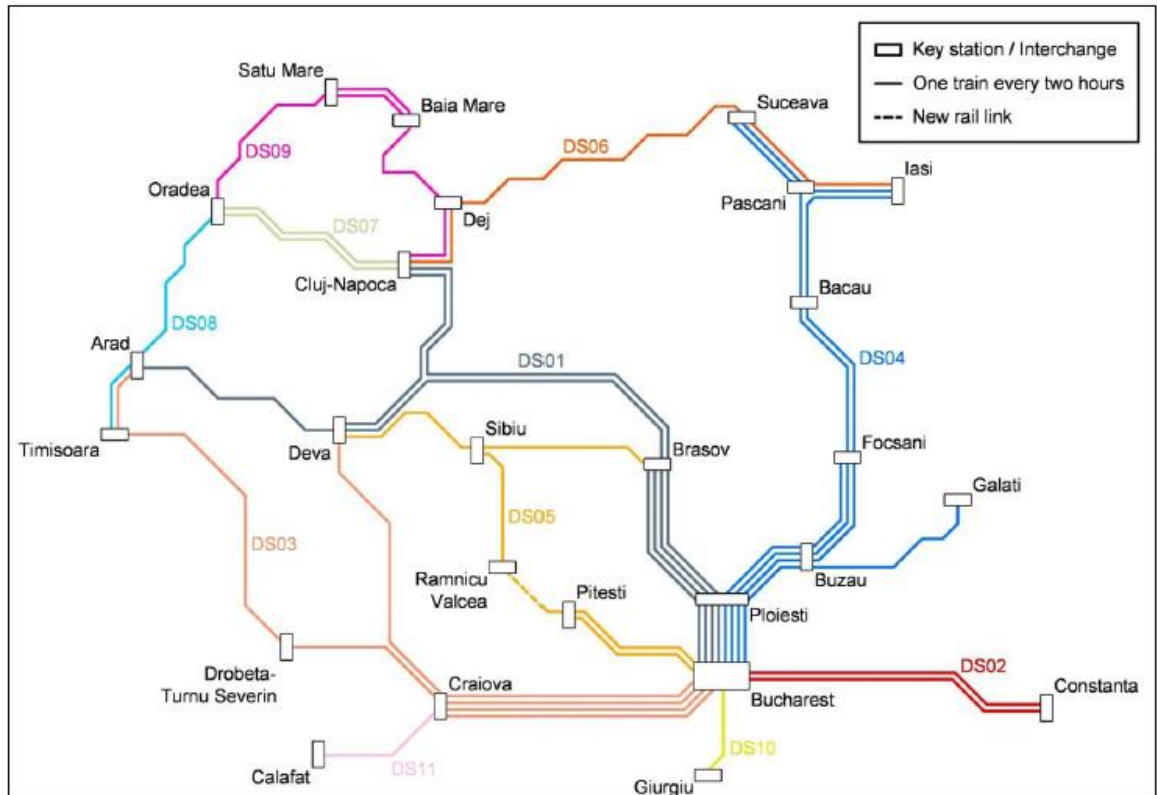 Key station / Interchange
One train every two hours
New rail link
Satu Mare
Baia Mare
Suceava
DS06
DS09
Iasi
Oradea
Pascani
Dej
DS07
Cluj-Napoca
Bacau
DS08
Arad
DS01
DS04
Timisoara
Deva
Sibiu
Brasov
Focsani
Galati
DS05
DS03
Ramnicu
Valcea
Pitesti
Buzau
Ploiesti
Drobeta-
Turnu Severin
Craiova
Bucharest
DS02
Constanta
Calafat
DS11
DS10
Giurgiu